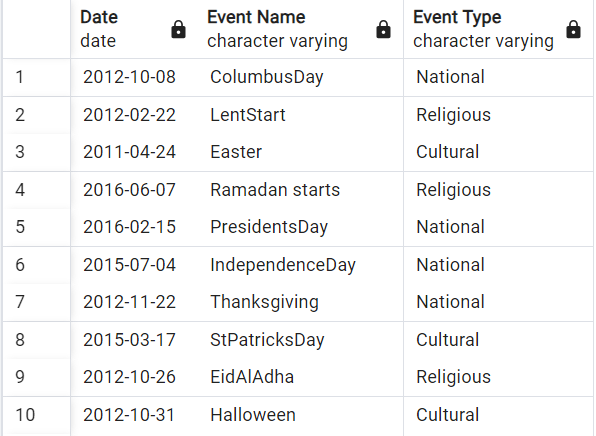 Date Event Name Event Type
date character varying character varying
1 2012-10-08 ColumbusDay National
2 2012-02-22 LentStart Religious
3 2011-04-24 Easter Cultural
4 2016-06-07 Ramadan starts Religious
5 2016-02-15 PresidentsDay National
6 2015-07-04 IndependenceDay National
7 2012-11-22 Thanksgiving National
8 2015-03-17 StPatricksDay Cultural
9 2012-10-26 EidAlAdha Religious
10 2012-10-31 Halloween Cultural